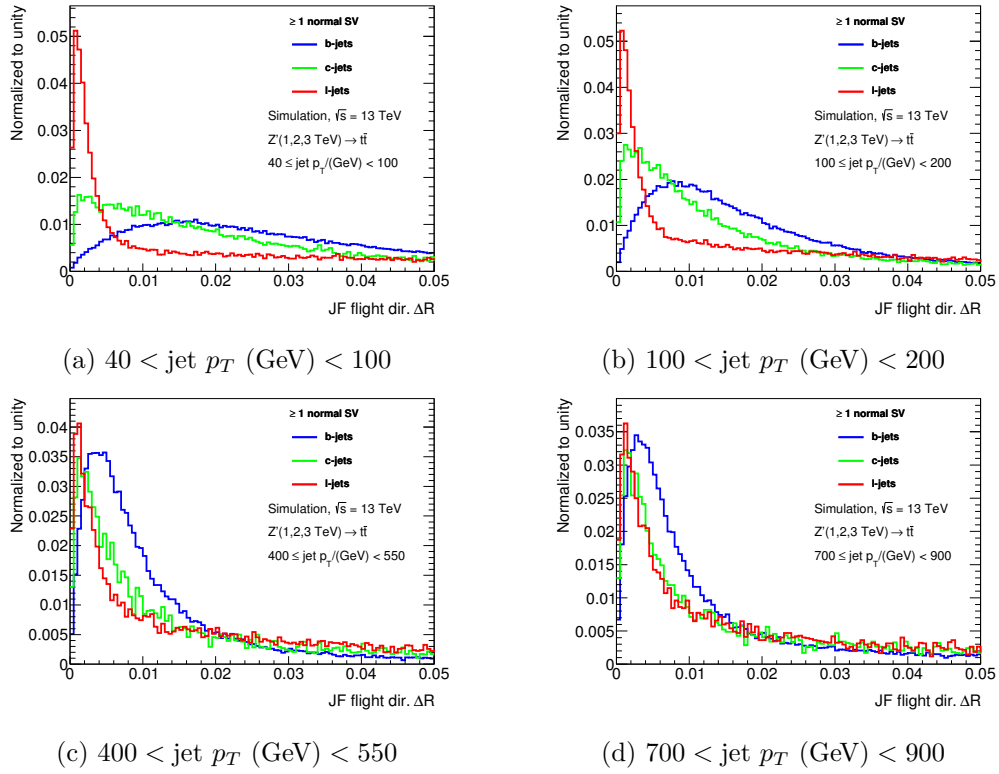 Normalized to unity
0.05
0.04
0.03
0.02
0.01
0
0 0.01 0.02 0.03 0.04 0.05
JF flight dir. ΔR
≥ 1 normal SV
b-jets
c-jets
l-jets
Simulation, √s = 13 TeV
Z'(1,2,3 TeV) → tt̄
40 ≤ jet p_T/(GeV) < 100
(a) 40 < jet p_T (GeV) < 100
Normalized to unity
0.05
0.04
0.03
0.02
0.01
0
0 0.01 0.02 0.03 0.04 0.05
JF flight dir. ΔR
≥ 1 normal SV
b-jets
c-jets
l-jets
Simulation, √s = 13 TeV
Z'(1,2,3 TeV) → tt̄
100 ≤ jet p_T/(GeV) < 200
(b) 100 < jet p_T (GeV) < 200
Normalized to unity
0.04
0.035
0.03
0.025
0.02
0.015
0.01
0.005
0
0 0.01 0.02 0.03 0.04 0.05
JF flight dir. ΔR
≥ 1 normal SV
b-jets
c-jets
l-jets
Simulation, √s = 13 TeV
Z'(1,2,3 TeV) → tt̄
400 ≤ jet p_T/(GeV) < 550
(c) 400 < jet p_T (GeV) < 550
Normalized to unity
0.035
0.03
0.025
0.02
0.015
0.01
0.005
0
0 0.01 0.02 0.03 0.04 0.05
JF flight dir. ΔR
≥ 1 normal SV
b-jets
c-jets
l-jets
Simulation, √s = 13 TeV
Z'(1,2,3 TeV) → tt̄
700 ≤ jet p_T/(GeV) < 900
(d) 700 < jet p_T (GeV) < 900